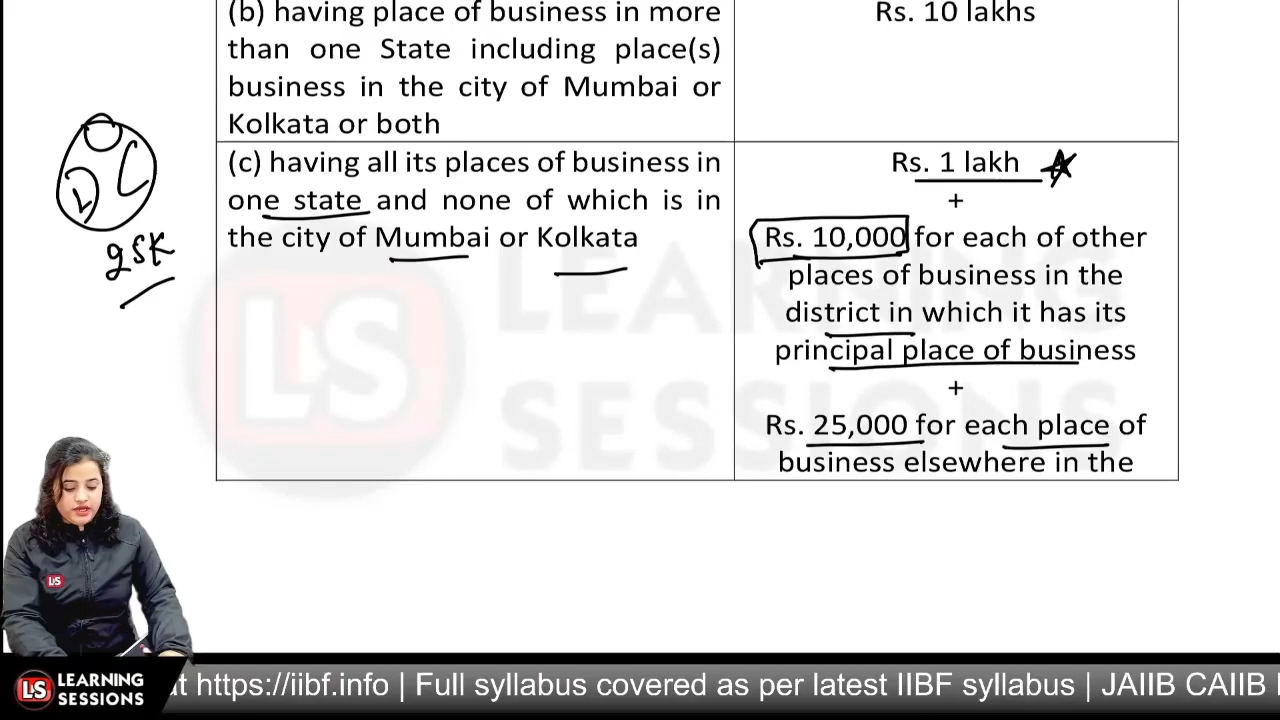 (b) having place of business in more
than one State including place(s)
business in the city of Mumbai or
Kolkata or both
Rs. 10 lakhs
(c) having all its places of business in
one state and none of which is in
the city of Mumbai or Kolkata
Rs. 1 lakh
+
Rs. 10,000 for each of other
places of business in the
district in which it has its
principal place of business
+
Rs. 25,000 for each place of
business elsewhere in the
LS LEARNING
SESSIONS
LS
LS
LEARNING
SESSIONS
at https://iibf.info | Full syllabus covered as per latest IIBF syllabus | JAIIB CAIIB